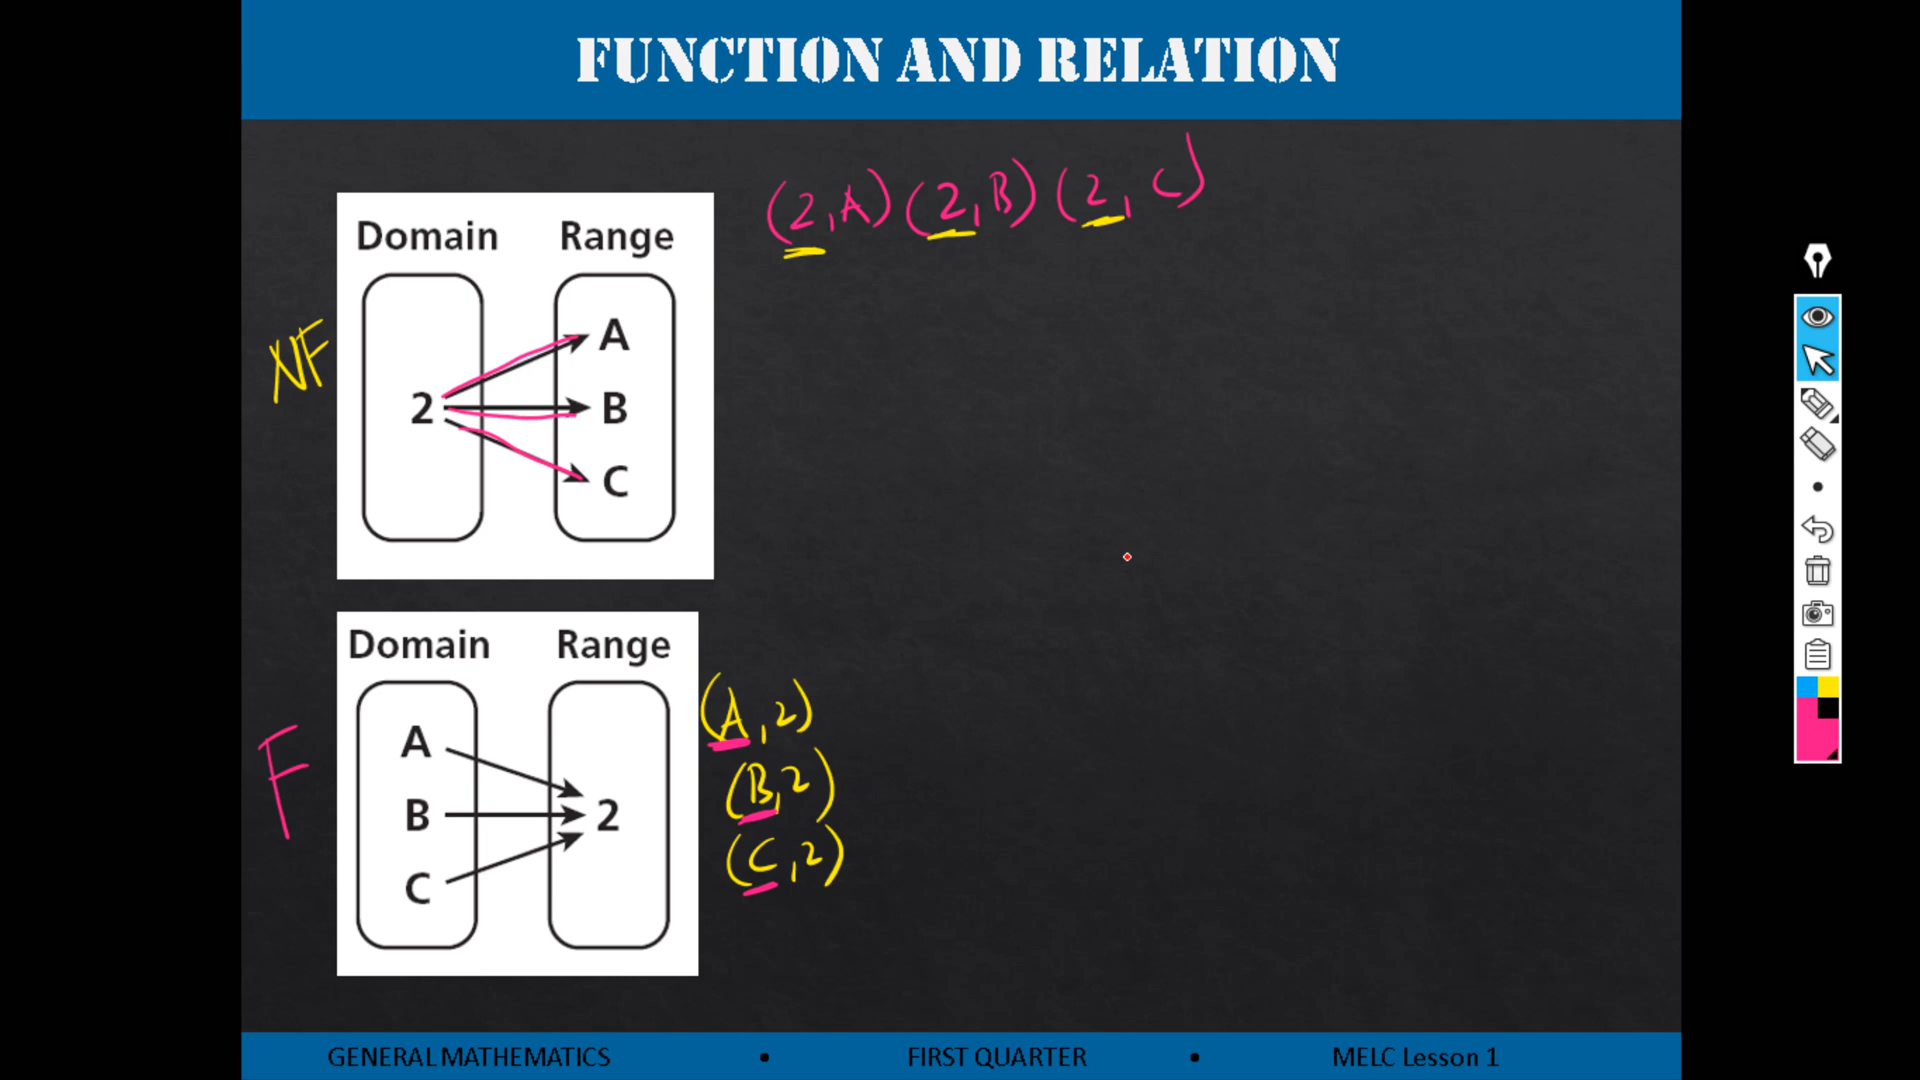 FUNCTION AND RELATION
(2,A) (2,B) (2,C)
Domain Range
NF
A
2 B
C
Domain Range
F
A
B 2
C
(A,2)
(B,2)
(C,2)
GENERAL MATHEMATICS • FIRST QUARTER • MELC Lesson 1